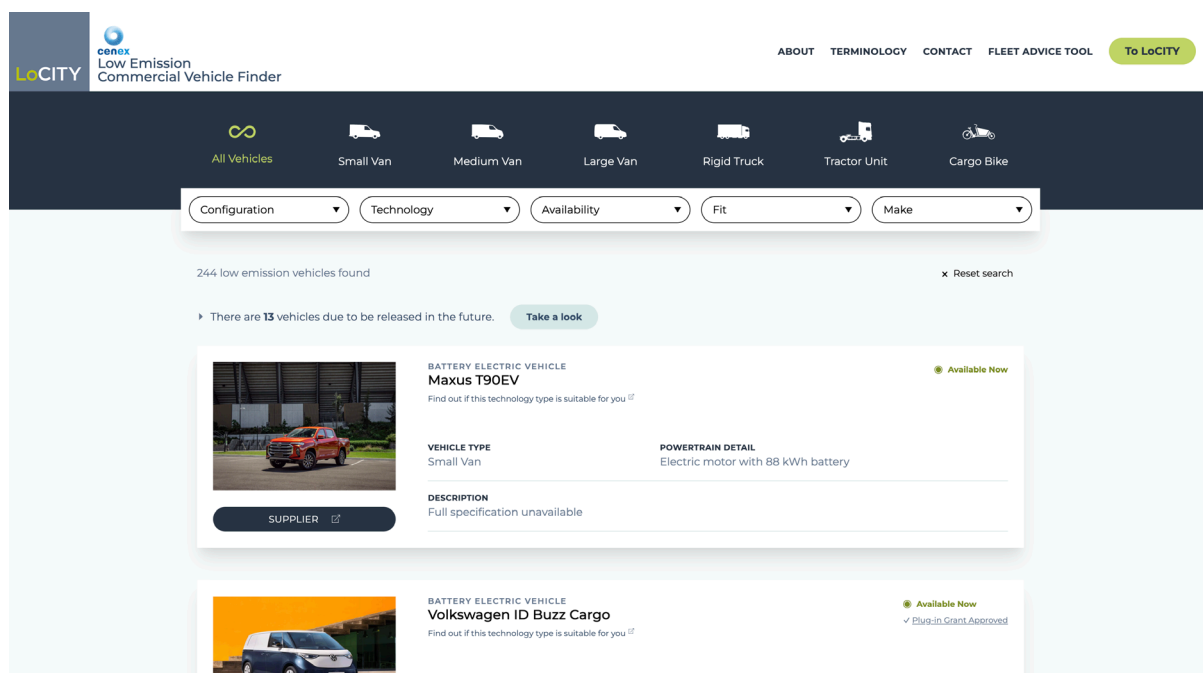 LoCITY
cenex
Low Emission
Commercial Vehicle Finder
ABOUT TERMINOLOGY CONTACT FLEET ADVICE TOOL To LoCITY
All Vehicles Small Van Medium Van Large Van Rigid Truck Tractor Unit Cargo Bike
Configuration Technology Availability Fit Make
244 low emission vehicles found
x Reset search
There are 13 vehicles due to be released in the future. Take a look
BATTERY ELECTRIC VEHICLE
Maxus T90EV
Find out if this technology type is suitable for you
Available Now
VEHICLE TYPE
Small Van
POWERTRAIN DETAIL
Electric motor with 88 kWh battery
DESCRIPTION
Full specification unavailable
SUPPLIER
BATTERY ELECTRIC VEHICLE
Volkswagen ID Buzz Cargo
Find out if this technology type is suitable for you
Available Now
✓ Plug-in Grant Approved